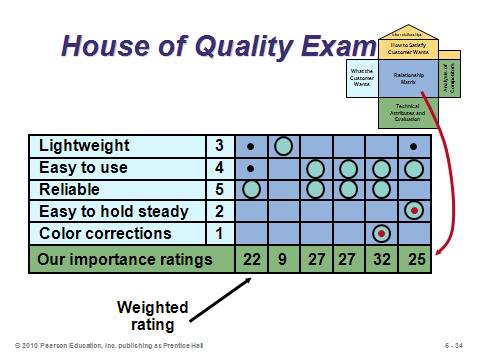 House of Quality Exam
Interrelationships
How to Satisfy
Customer Wants
What the
Customer
Wants
Relationship
Matrix
Analysis of
Competitors
Technical
Attributes and
Evaluation
Lightweight 3
Easy to use 4
Reliable 5
Easy to hold steady 2
Color corrections 1
Our importance ratings 22 9 27 27 32 25
Weighted
rating
© 2010 Pearson Education, Inc. publishing as Prentice Hall
5 - 34